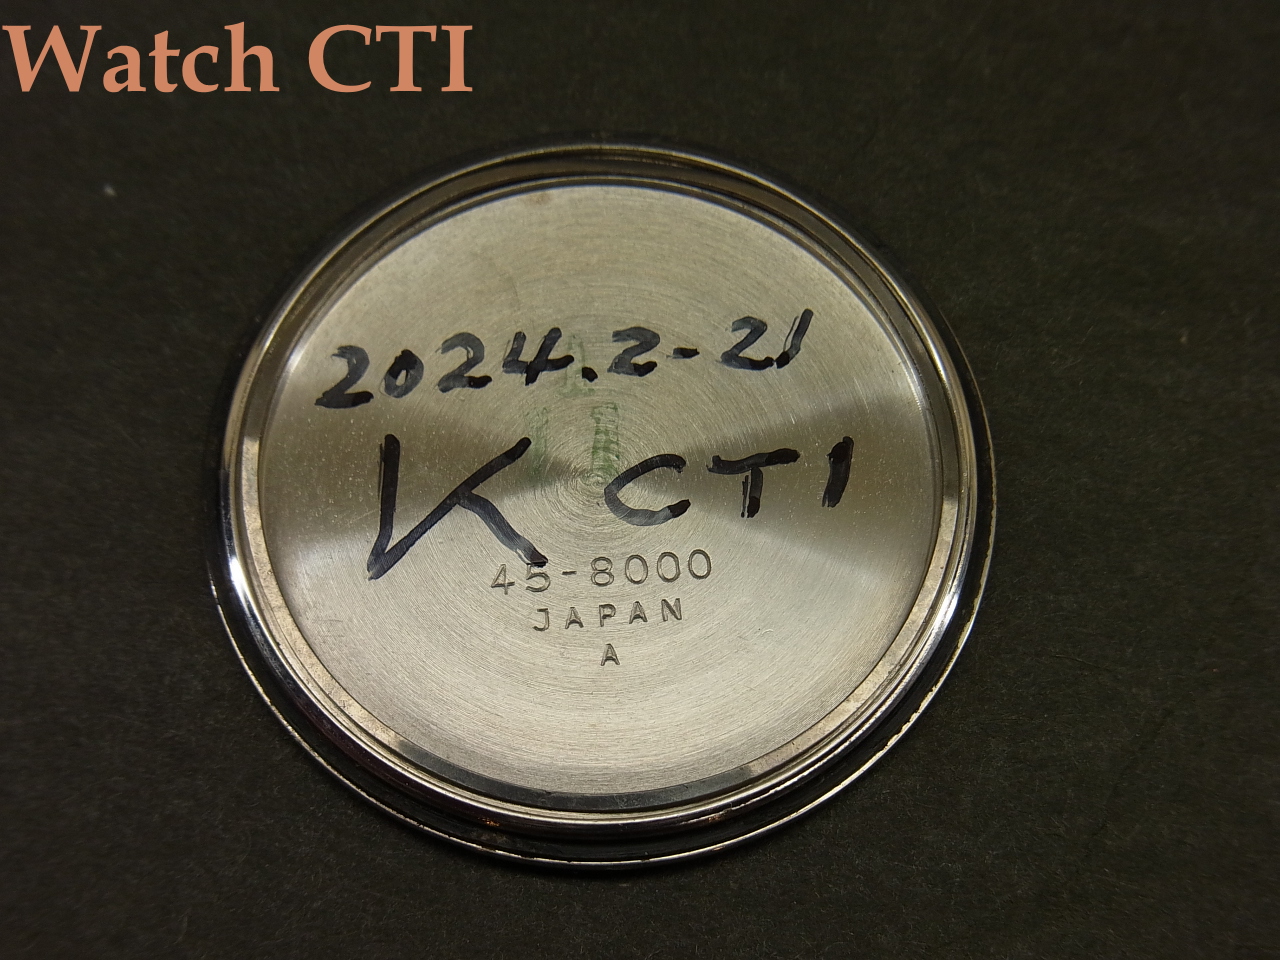 Watch CTI
2024.2-21
K CTI
45-8000
JAPAN
A